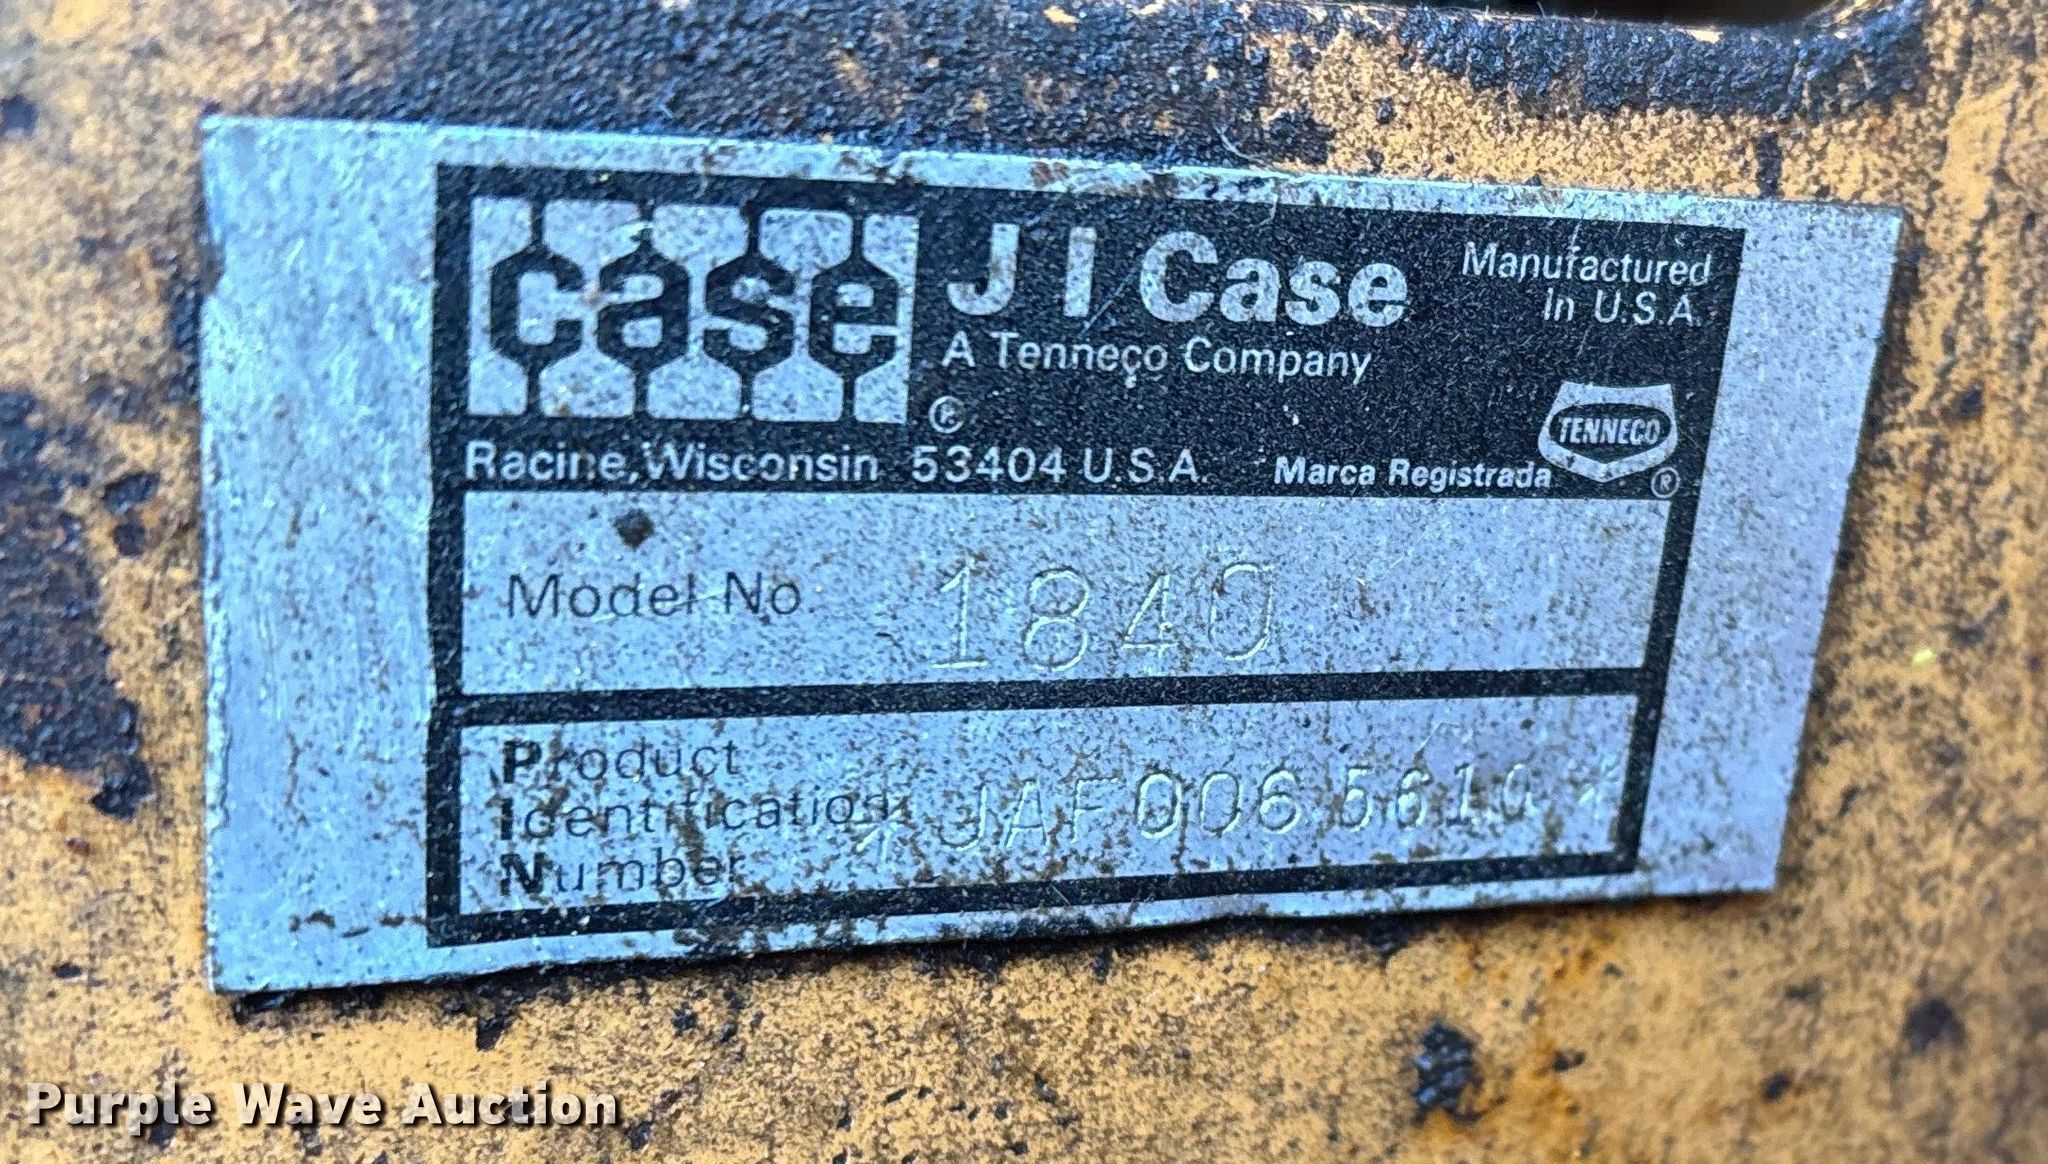 case
J I Case
Manufactured
In U.S.A.
A Tenneco Company
®
TENNECO
Racine, Wisconsin 53404 U.S.A.
Marca Registrada
®
Model No. 1840
Product
Identification
Number
*JAF0065610*
Purple Wave Auction